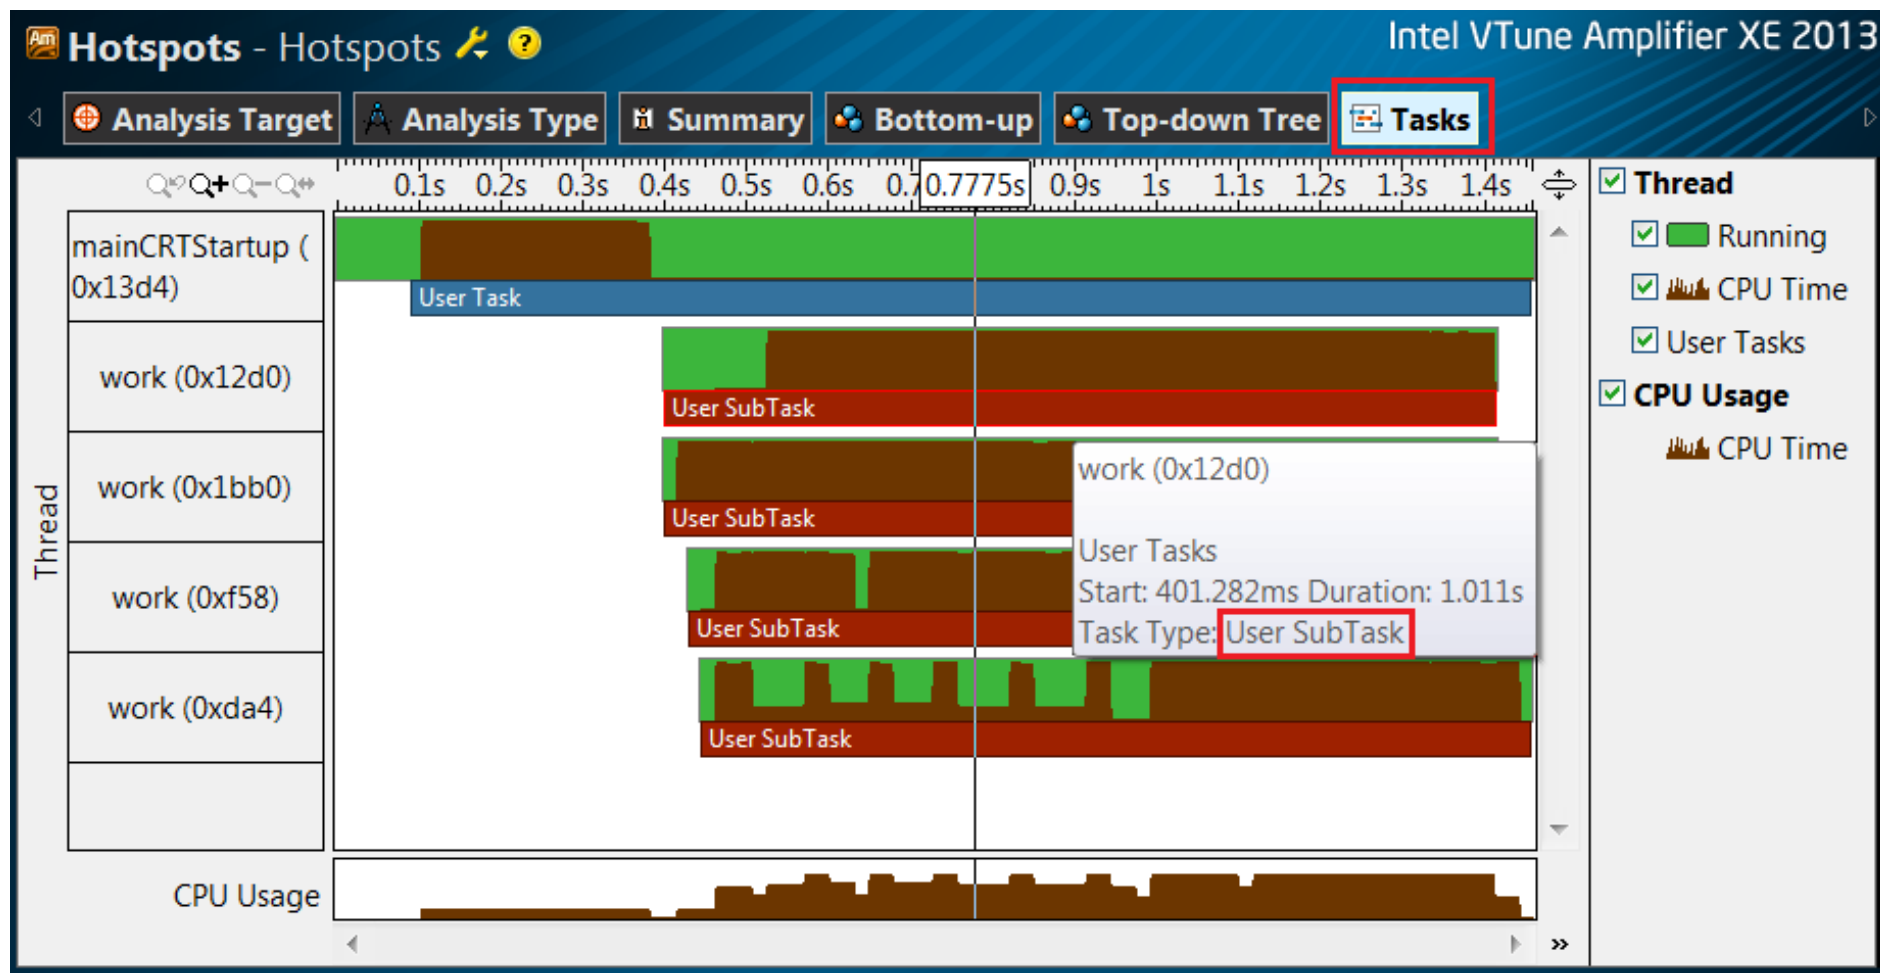 Intel VTune Amplifier XE 2013
Am Hotspots - Hotspots ?
Analysis Target Analysis Type Summary Bottom-up Top-down Tree Tasks
0.1s 0.2s 0.3s 0.4s 0.5s 0.6s 0.7 0.7775s 0.9s 1s 1.1s 1.2s 1.3s 1.4s
Thread
mainCRTStartup (
0x13d4)
User Task
work (0x12d0)
User SubTask
work (0x1bb0)
User SubTask
work (0xf58)
User SubTask
work (0xda4)
User SubTask
work (0x12d0)
User Tasks
Start: 401.282ms Duration: 1.011s
Task Type: User SubTask
CPU Usage
Thread
Running
CPU Time
User Tasks
CPU Usage
CPU Time